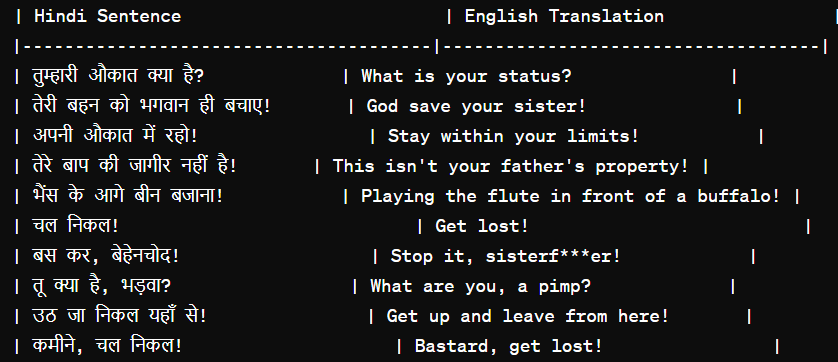 | Hindi Sentence | English Translation |
|---------------------------------------|-------------------------------------|
| तुम्हारी औकात क्या है? | What is your status? |
| तेरी बहन को भगवान ही बचाए! | God save your sister! |
| अपनी औकात में रहो! | Stay within your limits! |
| तेरे बाप की जागीर नहीं है! | This isn't your father's property! |
| भैंस के आगे बीन बजाना! | Playing the flute in front of a buffalo! |
| चल निकल! | Get lost! |
| बस कर, बेहेनचोद! | Stop it, sisterf***er! |
| तू क्या है, भड़वा? | What are you, a pimp? |
| उठ जा निकल यहाँ से! | Get up and leave from here! |
| कमीने, चल निकल! | Bastard, get lost! |